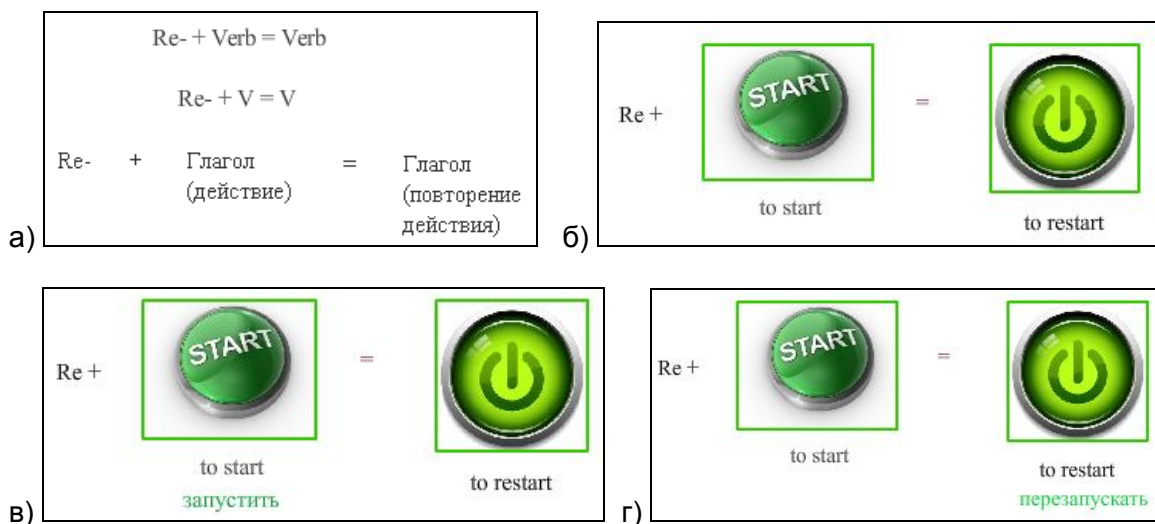 Re- + Verb = Verb
Re- + V = V
Re- + Глагол (действие) = Глагол (повторение действия)
а)
Re + START =
to start
to restart
б)
Re + START =
to start
запустить
to restart
в)
Re + START =
to start
to restart
перезапускать
г)